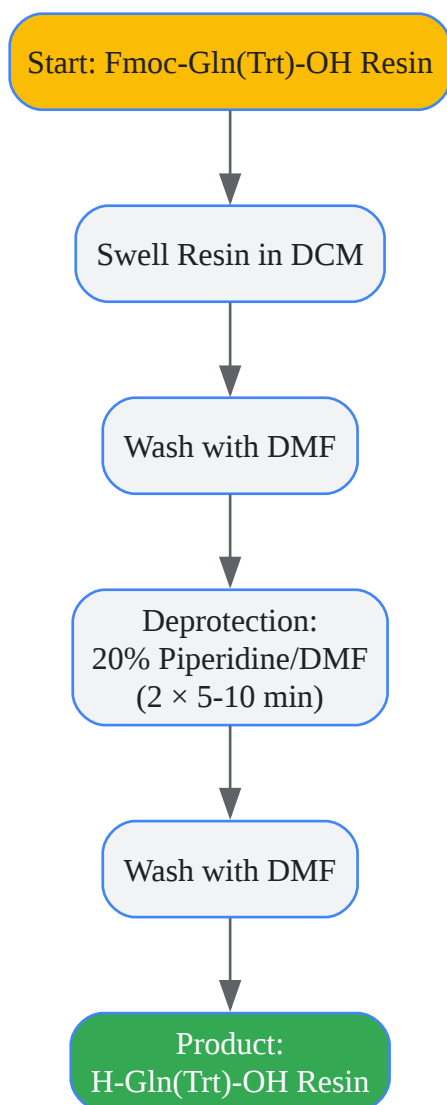 Start: Fmoc-Gln(Trt)-OH Resin
Swell Resin in DCM
Wash with DMF
Deprotection:
20% Piperidine/DMF
(2 × 5-10 min)
Wash with DMF
Product:
H-Gln(Trt)-OH Resin